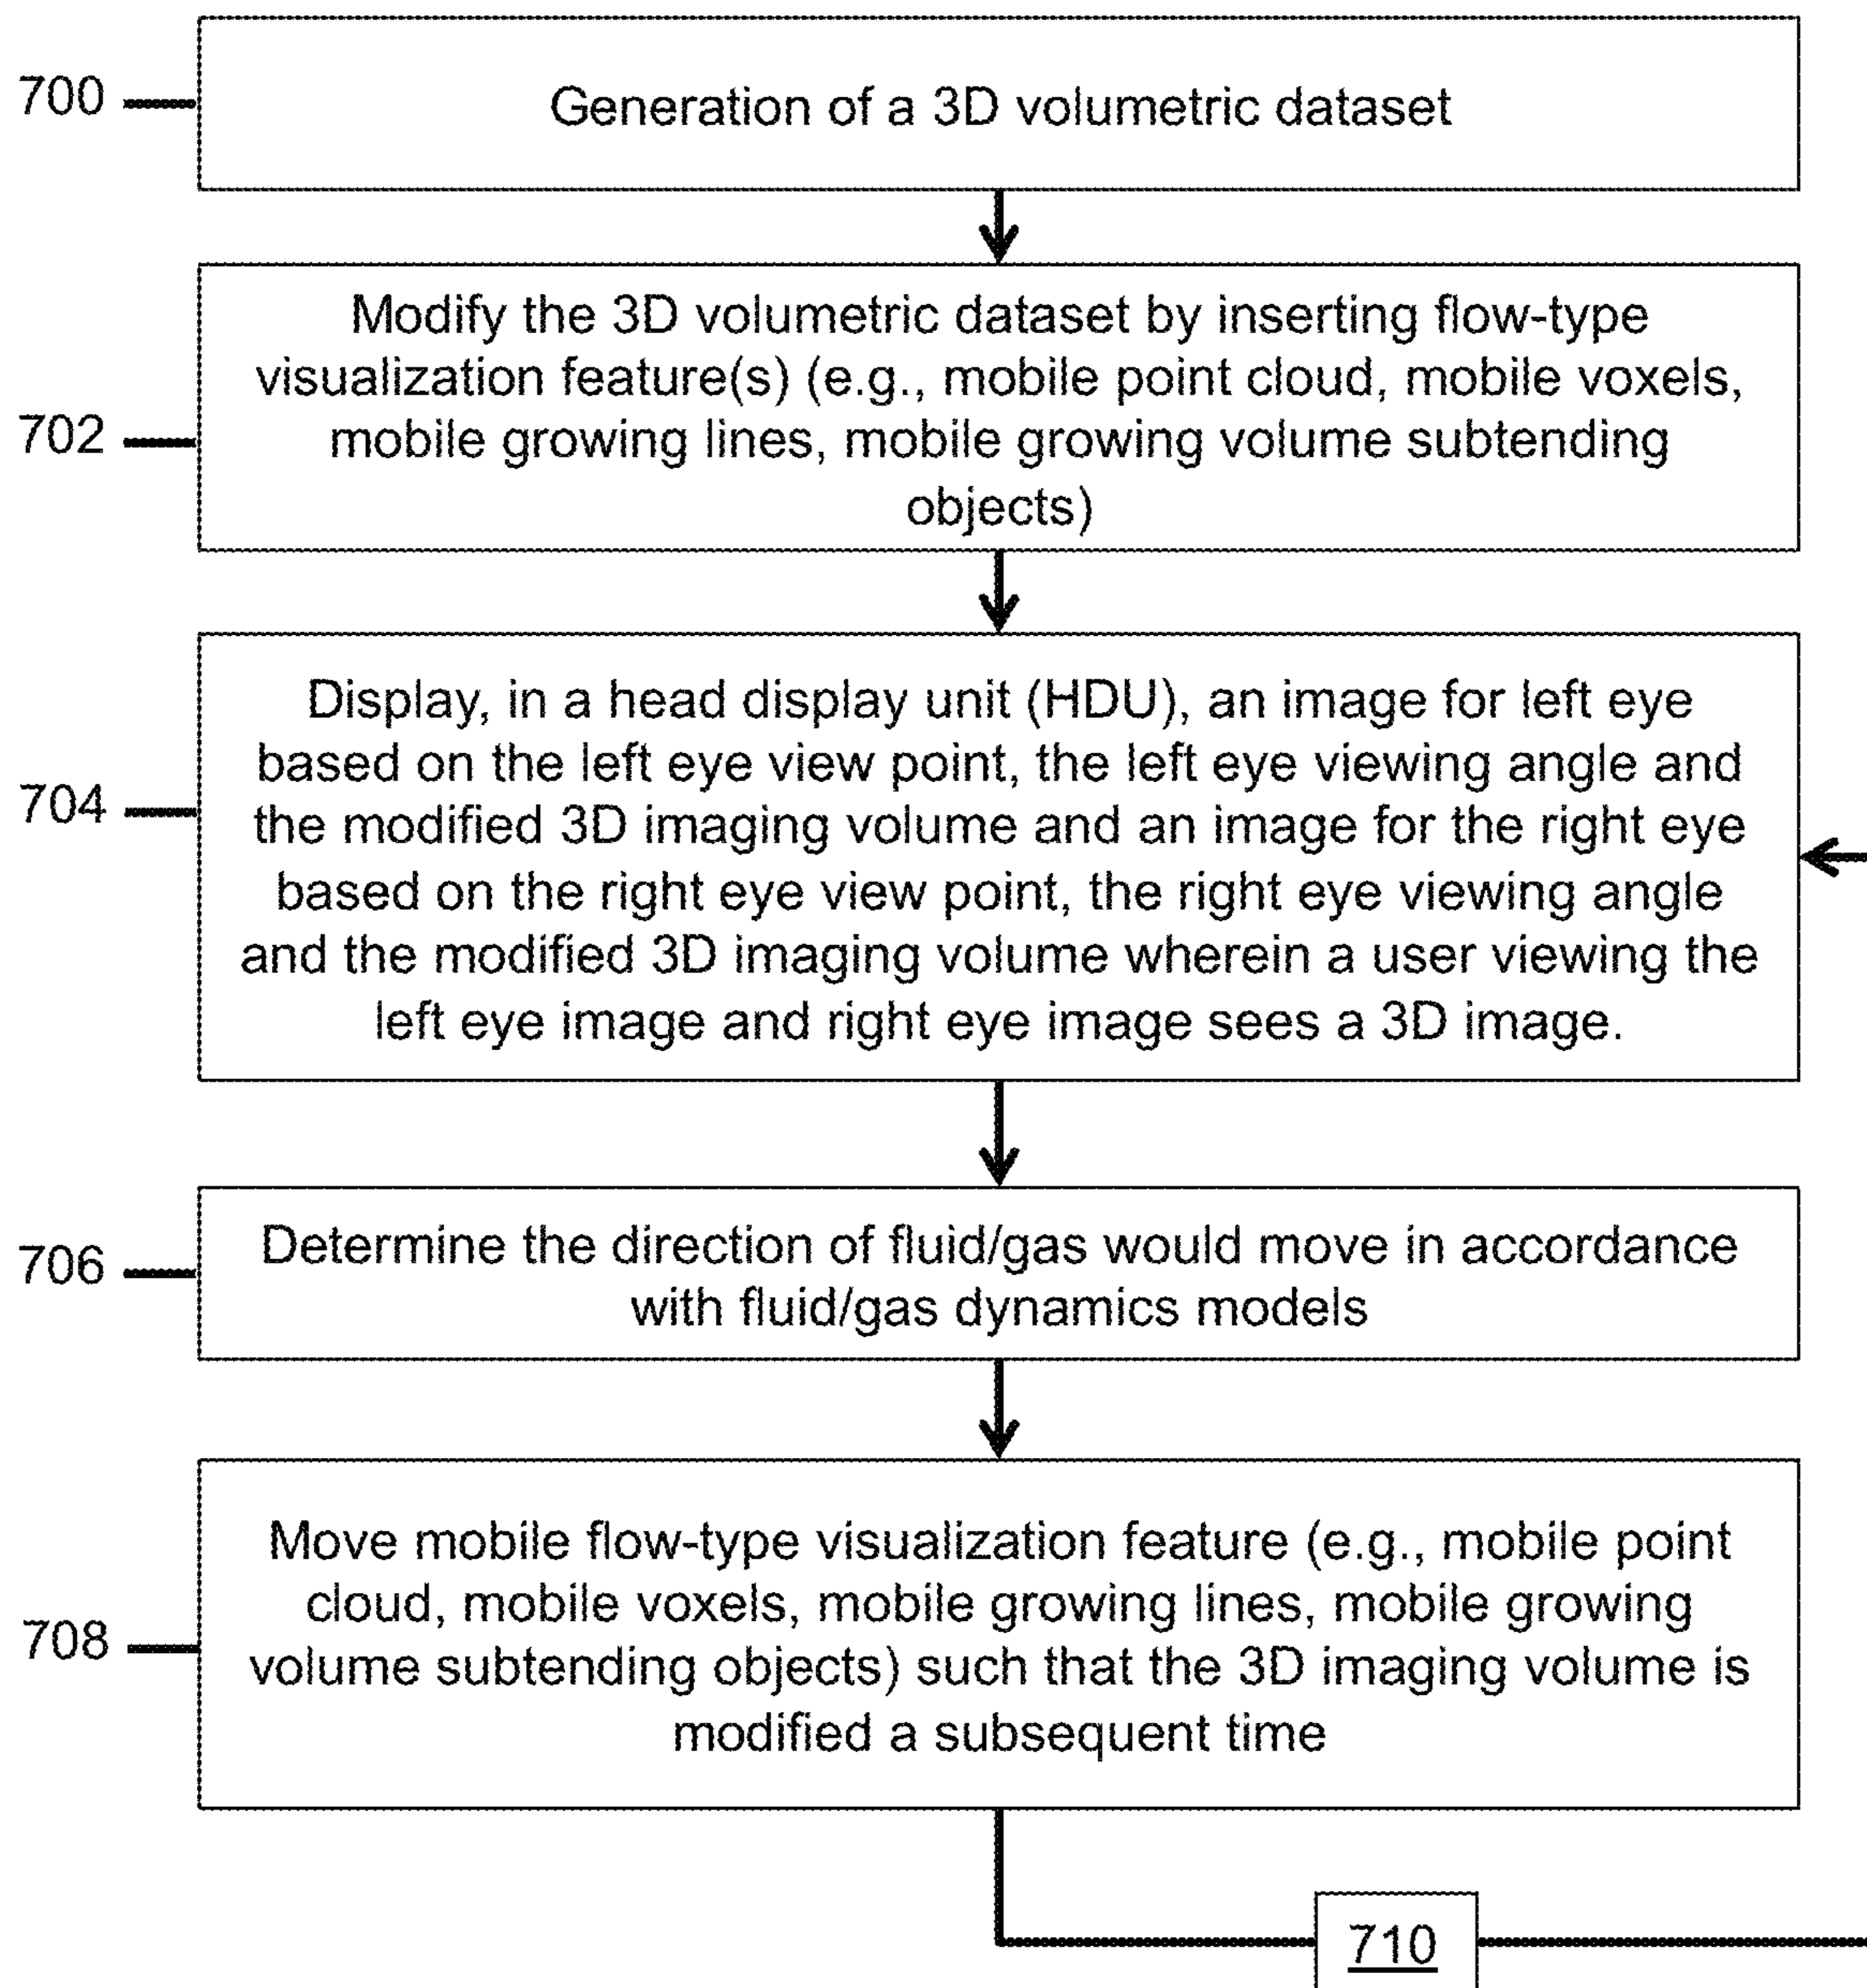 700
Generation of a 3D volumetric dataset
Modify the 3D volumetric dataset by inserting flow-type
visualization feature(s) (e.g., mobile point cloud, mobile voxels,
702
mobile growing lines, mobile growing volume subtending
objects)
Display, in a head display unit (HDU), an image for left eye
based on the left eye view point, the left eye viewing angle and
704
the modified 3D imaging volume and an image for the right eye
based on the right eye view point, the right eye viewing angle
and the modified 3D imaging volume wherein a user viewing the
left eye image and right eye image sees a 3D image.
706
Determine the direction of fluid/gas would move in accordance
with fluid/gas dynamics models
Move mobile flow-type visualization feature (e.g., mobile point
cloud, mobile voxels, mobile growing lines, mobile growing
708
volume subtending objects) such that the 3D imaging volume is
modified a subsequent time
710